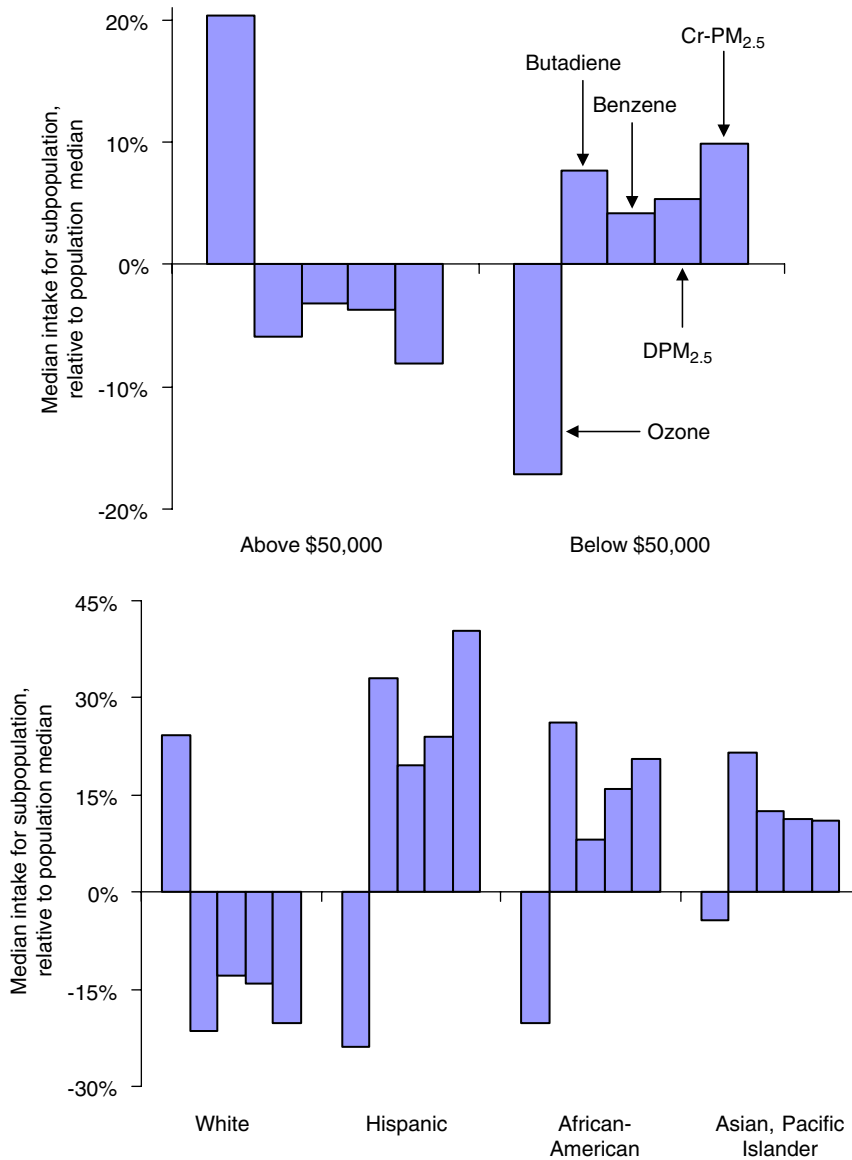 Median intake for subpopulation,
relative to population median
20%
10%
0%
-10%
-20%
Butadiene
Benzene
Cr-PM2.5
DPM2.5
Ozone
Above $50,000
Below $50,000
Median intake for subpopulation,
relative to population median
45%
30%
15%
0%
-15%
-30%
White
Hispanic
African-
American
Asian, Pacific
Islander